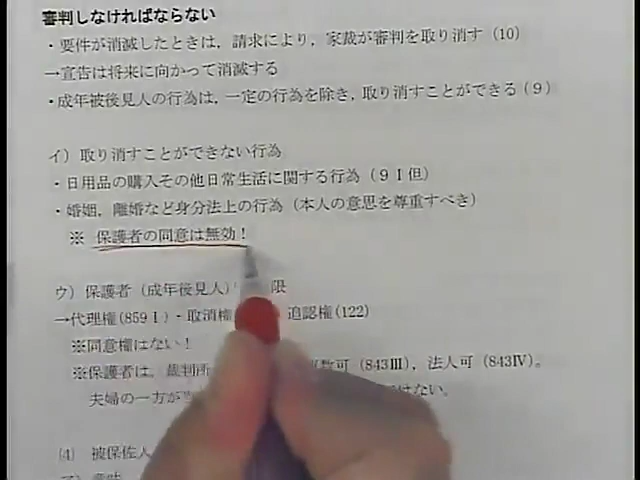 審判しなければならない
・要件が消滅したときは，請求により，家裁が審判を取り消す（10）
→宣告は将来に向かって消滅する
・成年被後見人の行為は，一定の行為を除き，取り消すことができる（９）
イ）取り消すことができない行為
・日用品の購入その他日常生活に関する行為（９Ⅰ但）
・婚姻，離婚など身分法上の行為（本人の意思を尊重すべき）
※ 保護者の同意は無効！
ウ）保護者（成年後見人） 限
→代理権(859Ⅰ)・取消権 追認権(122)
※同意権はない！
※保護者は，裁判所 数可（843Ⅲ），法人可（843Ⅳ）。
夫婦の一方が はない。
(4) 被保佐人